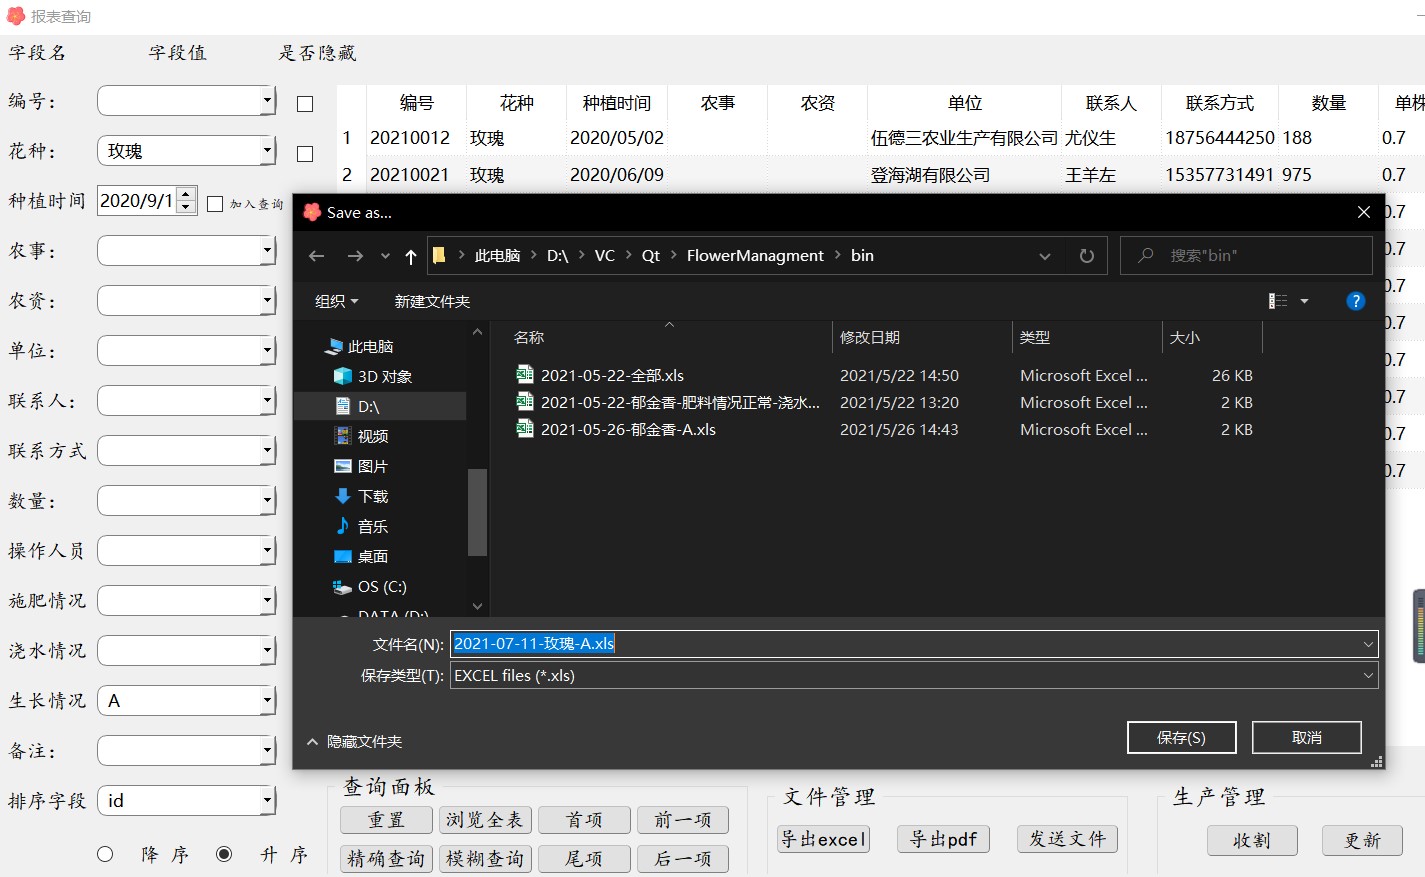 报表查询
字段名 字段值 是否隐藏
编号：
花种： 玫瑰
种植时间 2020/9/1 加入查询
农事：
农资：
单位：
联系人：
联系方式
数量：
操作人员
施肥情况
浇水情况
生长情况 A
备注：
排序字段 id
降 序 升 序
编号 花种 种植时间 农事 农资 单位 联系人 联系方式 数量
1 20210012 玫瑰 2020/05/02 伍德三农业生产有限公司 尤仪生 18756444250 188 0.7
2 20210021 玫瑰 2020/06/09 登海湖有限公司 王羊左 15357731491 975 0.7
0.7
0.7
0.7
0.7
0.7
0.7
0.7
0.7
Save as...
此电脑 D:\ VC Qt FlowerManagment bin
搜索"bin"
组织 新建文件夹
此电脑
3D 对象
D:\
视频
图片
下载
音乐
桌面
OS (C:)
DATA (D:)
名称 修改日期 类型 大小
2021-05-22-全部.xls 2021/5/22 14:50 Microsoft Excel ... 26 KB
2021-05-22-郁金香-肥料情况正常-浇水... 2021/5/22 13:20 Microsoft Excel ... 2 KB
2021-05-26-郁金香-A.xls 2021/5/26 14:43 Microsoft Excel ... 2 KB
文件名(N): 2021-07-11-玫瑰-A.xls
保存类型(T): EXCEL files (*.xls)
隐藏文件夹 保存(S) 取消
查询面板
重置 浏览全表 首项 前一项
精确查询 模糊查询 尾项 后一项
文件管理
导出excel 导出pdf 发送文件
生产管理
收割 更新